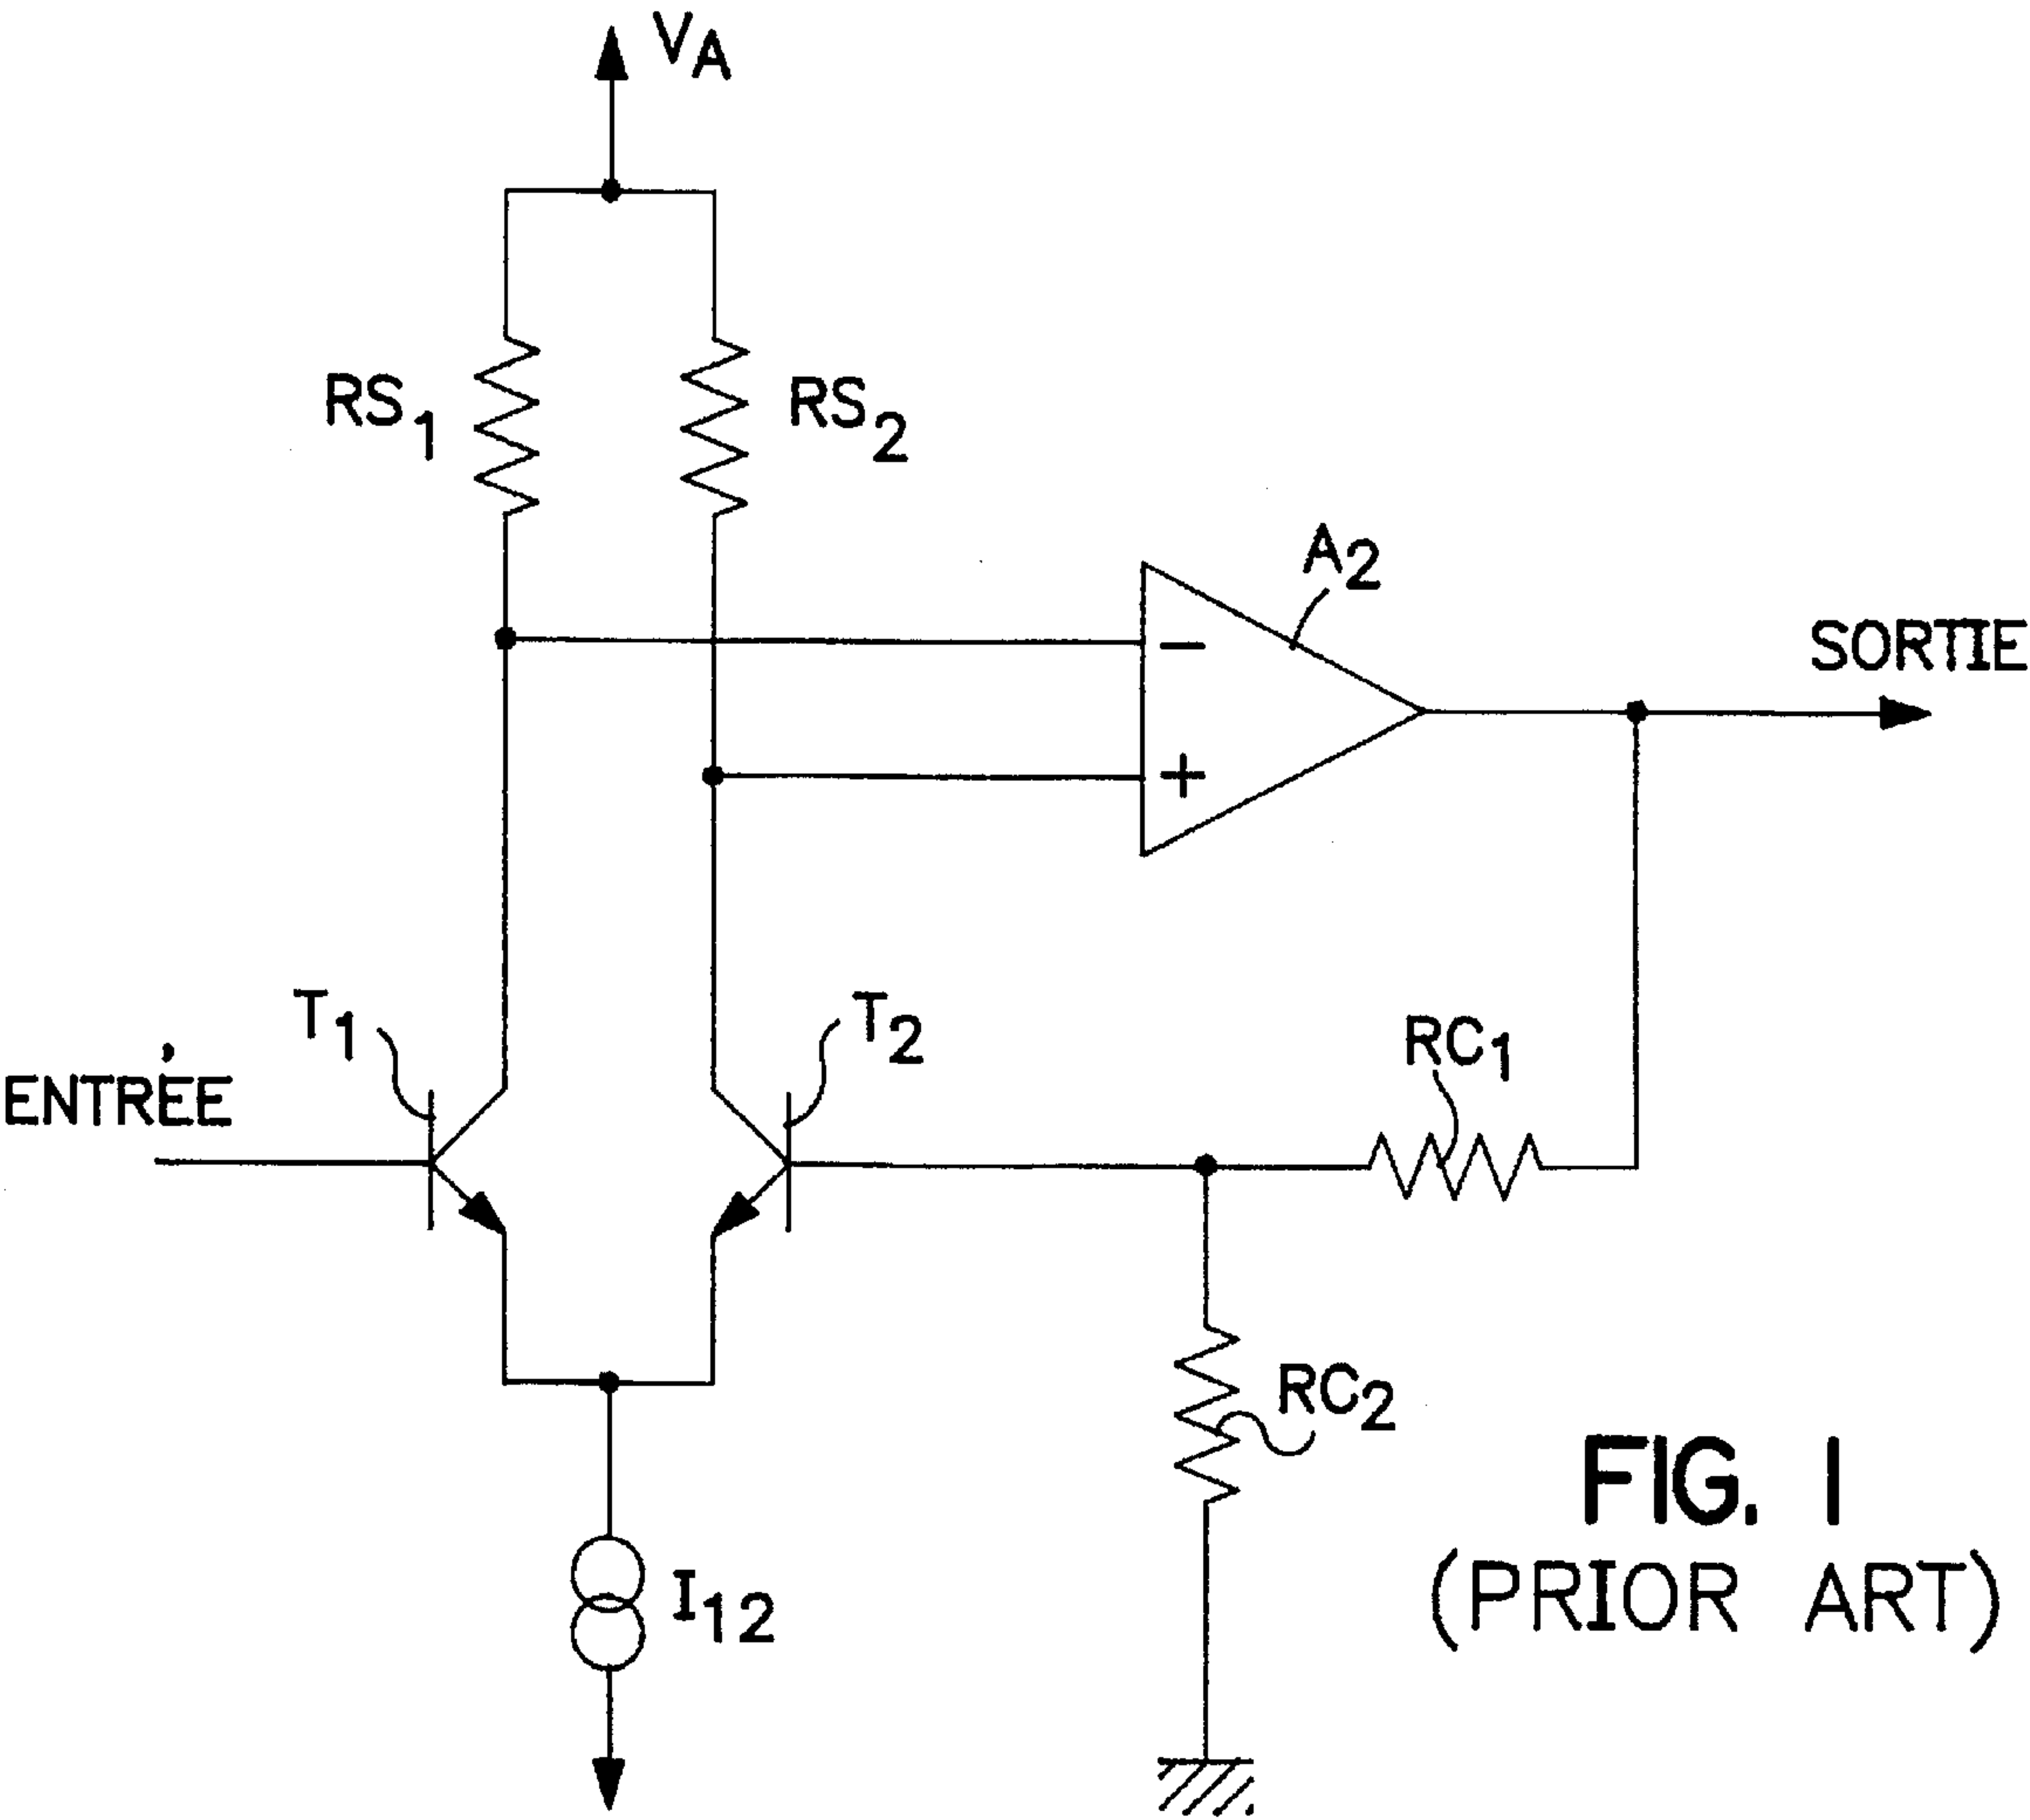 VA
RS1
RS2
A2
SORTIE
−
+
T1
T2
RC1
ENTRÉE
RC2
I12
FIG. 1
(PRIOR ART)